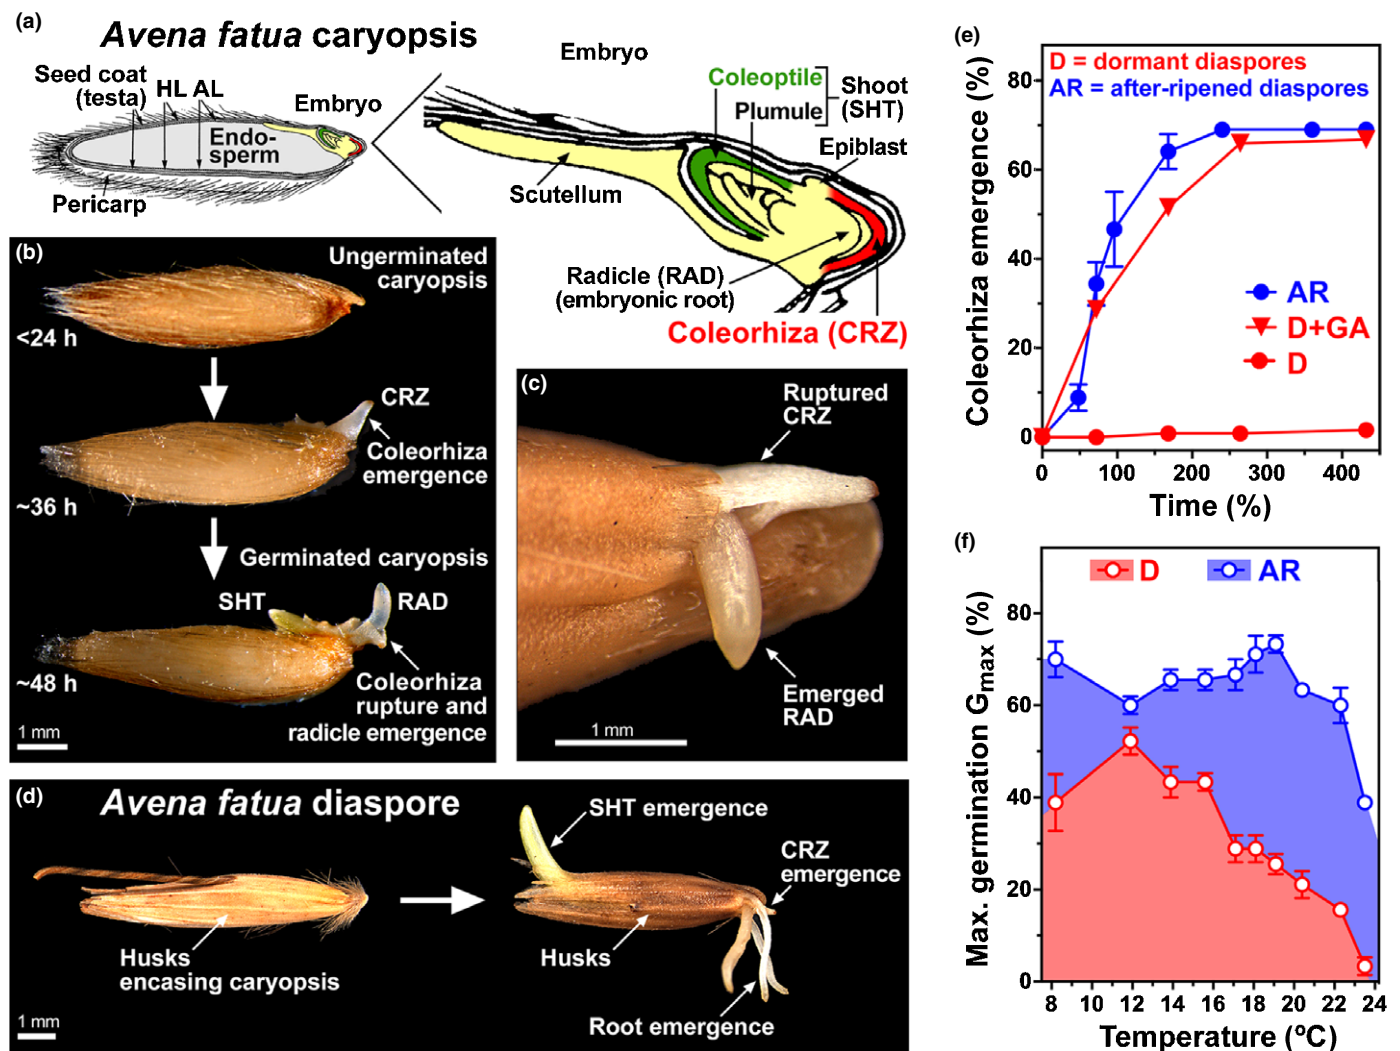 (a)
Avena fatua caryopsis
Seed coat
(testa)
HL AL
Embryo
Endo-
sperm
Pericarp
Embryo
Coleoptile
Plumule
Shoot
(SHT)
Epiblast
Scutellum
Radicle (RAD)
(embryonic root)
Coleorhiza (CRZ)
(b)
Ungerminated
caryopsis
<24 h
CRZ
Coleorhiza
emergence
~36 h
Germinated caryopsis
SHT
RAD
~48 h
Coleorhiza
rupture and
radicle emergence
1 mm
(c)
Ruptured
CRZ
Emerged
RAD
1 mm
(d)
Avena fatua diaspore
SHT emergence
CRZ
emergence
Husks
encasing caryopsis
Husks
Root emergence
1 mm
(e)
D = dormant diaspores
AR = after-ripened diaspores
Coleorhiza emergence (%)
80
60
40
20
0
AR
D+GA
D
0 100 200 300 400
Time (%)
(f)
D
AR
Max. germination Gmax (%)
80
60
40
20
0
8 10 12 14 16 18 20 22 24
Temperature (ºC)